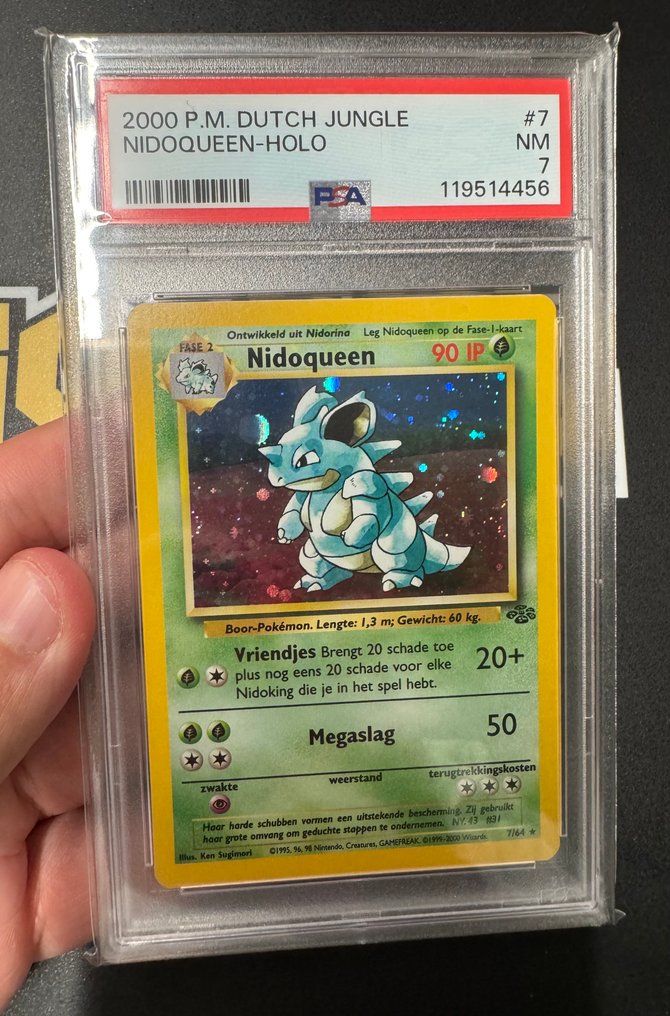 2000 P.M. DUTCH JUNGLE #7
NIDOQUEEN-HOLO NM
7
PSA 119514456
Ontwikkeld uit Nidorina Leg Nidoqueen op de Fase-1-kaart
FASE 2
Nidoqueen 90 IP
Boor-Pokémon. Lengte: 1,3 m; Gewicht: 60 kg.
Vriendjes Brengt 20 schade toe
plus nog eens 20 schade voor elke 20+
Nidoking die je in het spel hebt.
Megaslag 50
zwakte weerstand terugtrekkingskosten
Haar harde schubben vormen een uitstekende bescherming. Zij gebruikt
haar grote omvang om geduchte stappen te ondernemen. NV. 43 #31
Illus. Ken Sugimori ©1995, 96, 98 Nintendo, Creatures, GAMEFREAK. ©1999-2000 Wizards. 7/64 ★